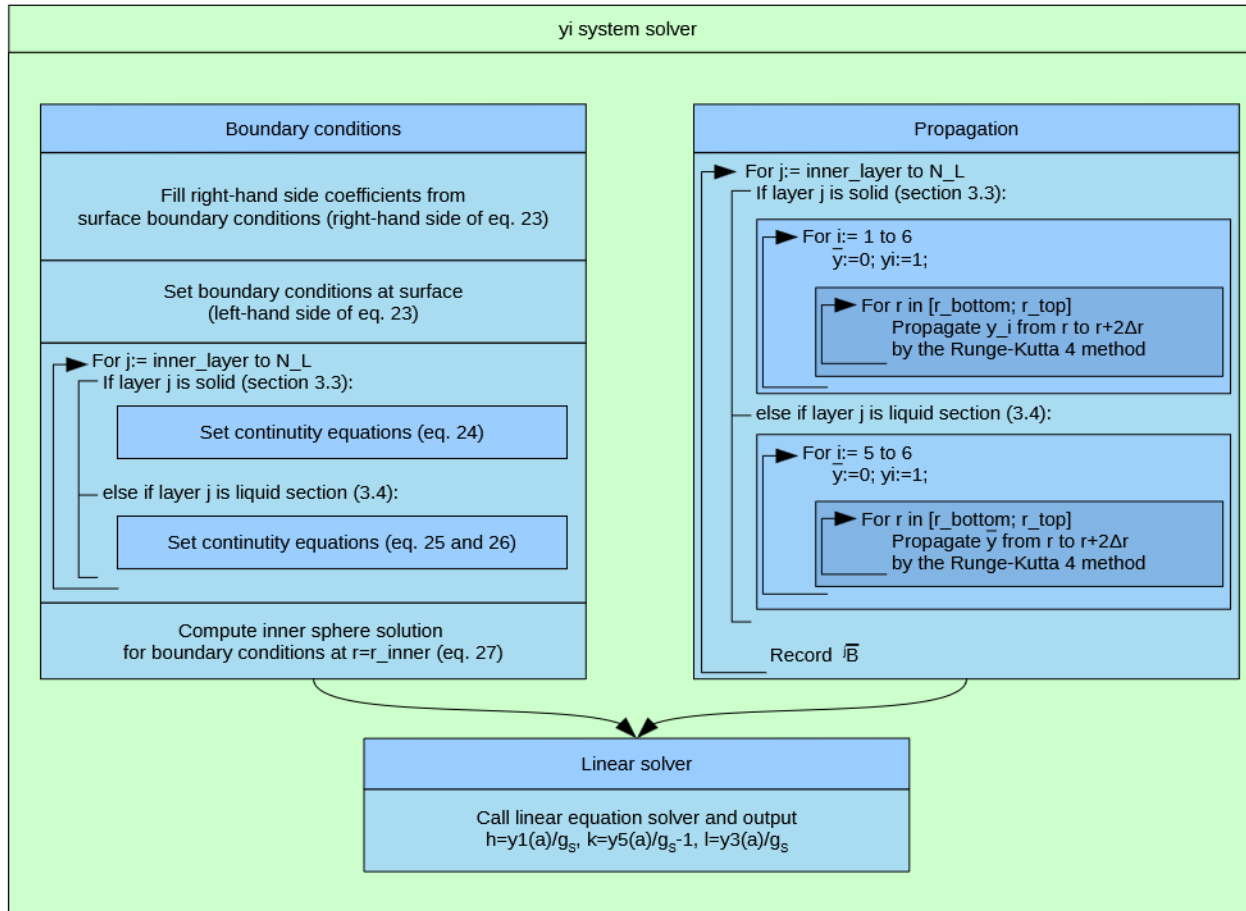 yi system solver
Boundary conditions
Fill right-hand side coefficients from
surface boundary conditions (right-hand side of eq. 23)
Set boundary conditions at surface
(left-hand side of eq. 23)
For j:= inner_layer to N_L
If layer j is solid (section 3.3):
Set continutity equations (eq. 24)
else if layer j is liquid section (3.4):
Set continutity equations (eq. 25 and 26)
Compute inner sphere solution
for boundary conditions at r=r_inner (eq. 27)
Propagation
For j:= inner_layer to N_L
If layer j is solid (section 3.3):
For i:= 1 to 6
y̅:=0; yi:=1;
For r in [r_bottom; r_top]
Propagate y_i from r to r+2Δr
by the Runge-Kutta 4 method
else if layer j is liquid section (3.4):
For i:= 5 to 6
y̅:=0; yi:=1;
For r in [r_bottom; r_top]
Propagate y̅ from r to r+2Δr
by the Runge-Kutta 4 method
Record ʲB̅
Linear solver
Call linear equation solver and output
h=y1(a)/gₛ, k=y5(a)/gₛ-1, l=y3(a)/gₛ